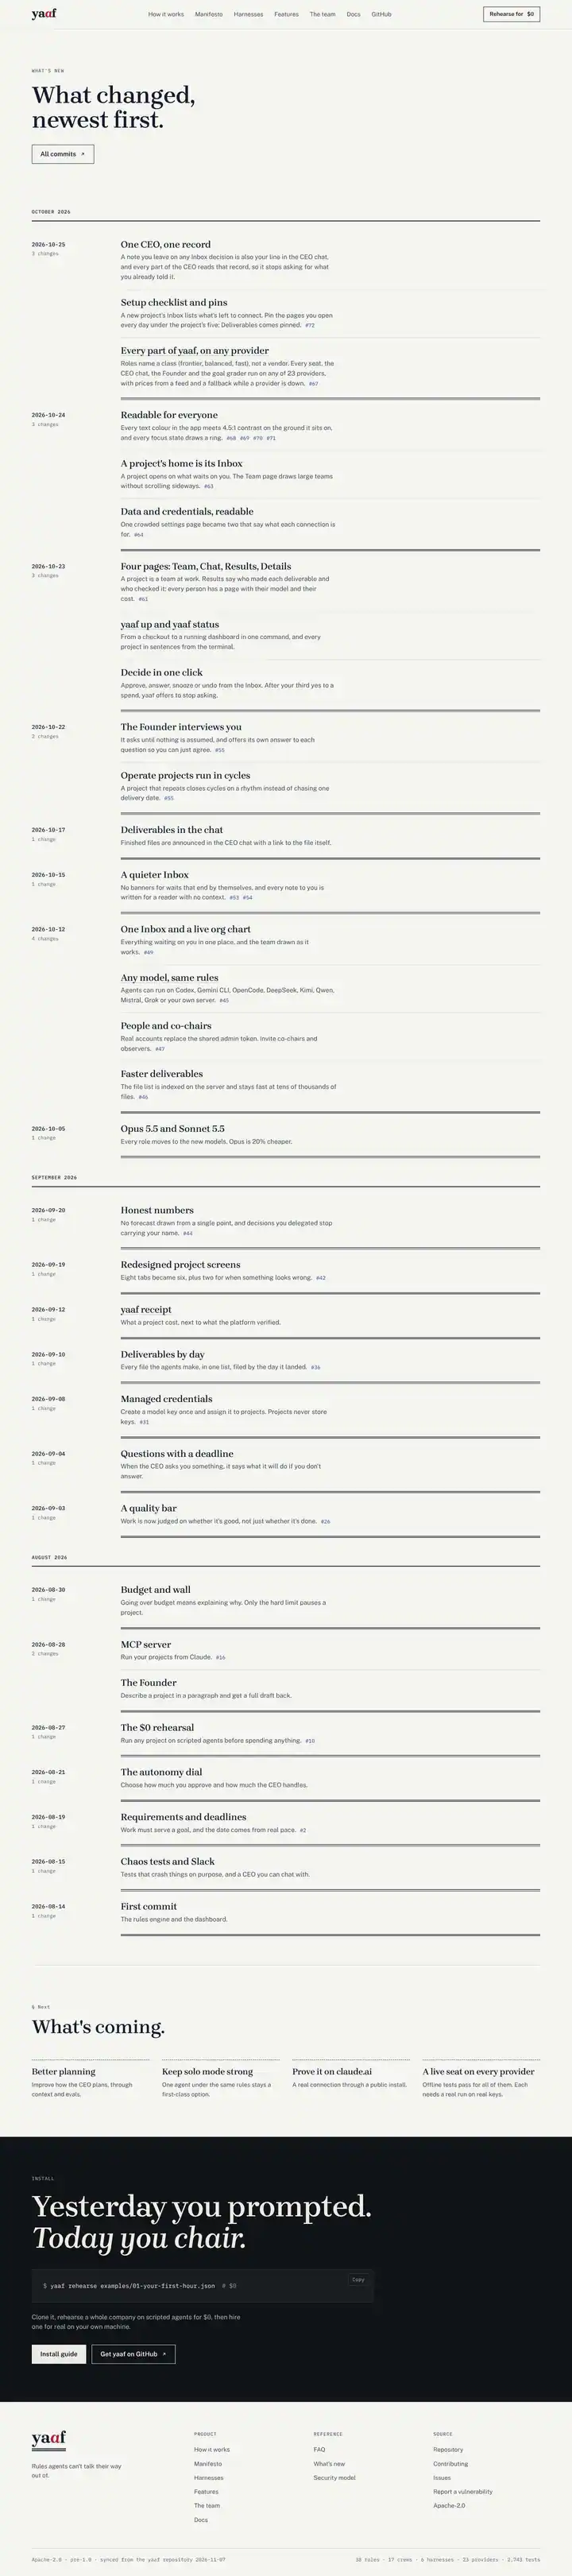 yaaf
How it works
Manifesto
Harnesses
Features
The team
Docs
GitHub
Rehearse for $0
WHAT'S NEW
What changed,
newest first.
All commits ↗
OCTOBER 2026
2026-10-25
3 changes
One CEO, one record
A note you leave on any Inbox decision is also your line in the CEO chat,
and every part of the CEO reads that record, so it stops asking for what
you already told it.
Setup checklist and pins
A new project's Inbox lists what's left to connect. Pin the pages you open
every day under the project's five; Deliverables comes pinned. #72
Every part of yaaf, on any provider
Roles name a class (frontier, balanced, fast), not a vendor. Every seat, the
CEO chat, the Founder and the goal grader run on any of 23 providers,
with prices from a feed and a fallback while a provider is down. #67
2026-10-24
3 changes
Readable for everyone
Every text colour in the app meets 4.5:1 contrast on the ground it sits on,
and every focus state draws a ring. #68 #69 #70 #71
A project's home is its Inbox
A project opens on what waits on you. The Team page draws large teams
without scrolling sideways. #63
Data and credentials, readable
One crowded settings page became two that say what each connection is
for. #64
2026-10-23
3 changes
Four pages: Team, Chat, Results, Details
A project is a team at work. Results say who made each deliverable and
who checked it; every person has a page with their model and their
cost. #61
yaaf up and yaaf status
From a checkout to a running dashboard in one command, and every
project in sentences from the terminal.
Decide in one click
Approve, answer, snooze or undo from the Inbox. After your third yes to a
spend, yaaf offers to stop asking.
2026-10-22
2 changes
The Founder interviews you
It asks until nothing is assumed, and offers its own answer to each
question so you can just agree. #55
Operate projects run in cycles
A project that repeats closes cycles on a rhythm instead of chasing one
delivery date. #55
2026-10-17
1 change
Deliverables in the chat
Finished files are announced in the CEO chat with a link to the file itself.
2026-10-15
1 change
A quieter Inbox
No banners for waits that end by themselves, and every note to you is
written for a reader with no context. #53 #54
2026-10-12
4 changes
One Inbox and a live org chart
Everything waiting on you in one place, and the team drawn as it
works. #49
Any model, same rules
Agents can run on Codex, Gemini CLI, OpenCode, DeepSeek, Kimi, Qwen,
Mistral, Grok or your own server. #45
People and co-chairs
Real accounts replace the shared admin token. Invite co-chairs and
observers. #47
Faster deliverables
The file list is indexed on the server and stays fast at tens of thousands of
files. #46
2026-10-05
1 change
Opus 5.5 and Sonnet 5.5
Every role moves to the new models. Opus is 20% cheaper.
SEPTEMBER 2026
2026-09-20
1 change
Honest numbers
No forecast drawn from a single point, and decisions you delegated stop
carrying your name. #44
2026-09-19
1 change
Redesigned project screens
Eight tabs became six, plus two for when something looks wrong. #42
2026-09-12
1 change
yaaf receipt
What a project cost, next to what the platform verified.
2026-09-10
1 change
Deliverables by day
Every file the agents make, in one list, filed by the day it landed. #36
2026-09-08
1 change
Managed credentials
Create a model key once and assign it to projects. Projects never store
keys. #31
2026-09-04
1 change
Questions with a deadline
When the CEO asks you something, it says what it will do if you don't
answer.
2026-09-03
1 change
A quality bar
Work is now judged on whether it's good, not just whether it's done. #26
AUGUST 2026
2026-08-30
1 change
Budget and wall
Going over budget means explaining why. Only the hard limit pauses a
project.
2026-08-28
2 changes
MCP server
Run your projects from Claude. #16
The Founder
Describe a project in a paragraph and get a full draft back.
2026-08-27
1 change
The $0 rehearsal
Run any project on scripted agents before spending anything. #10
2026-08-21
1 change
The autonomy dial
Choose how much you approve and how much the CEO handles.
2026-08-19
1 change
Requirements and deadlines
Work must serve a goal, and the date comes from real pace. #2
2026-08-15
1 change
Chaos tests and Slack
Tests that crash things on purpose, and a CEO you can chat with.
2026-08-14
1 change
First commit
The rules engine and the dashboard.
§ Next
What's coming.
Better planning
Improve how the CEO plans, through
context and evals.
Keep solo mode strong
One agent under the same rules stays a
first-class option.
Prove it on claude.ai
A real connection through a public install.
A live seat on every provider
Offline tests pass for all of them. Each
needs a real run on real keys.
INSTALL
Yesterday you prompted.
Today you chair.
$ yaaf rehearse examples/01-your-first-hour.json # $0
Copy
Clone it, rehearse a whole company on scripted agents for $0, then hire
one for real on your own machine.
Install guide
Get yaaf on GitHub ↗
yaaf
Rules agents can't talk their way
out of.
PRODUCT
How it works
Manifesto
Harnesses
Features
The team
Docs
REFERENCE
FAQ
What's new
Security model
SOURCE
Repository
Contributing
Issues
Report a vulnerability
Apache-2.0
Apache-2.0 · pre-1.0 · synced from the yaaf repository 2026-11-07